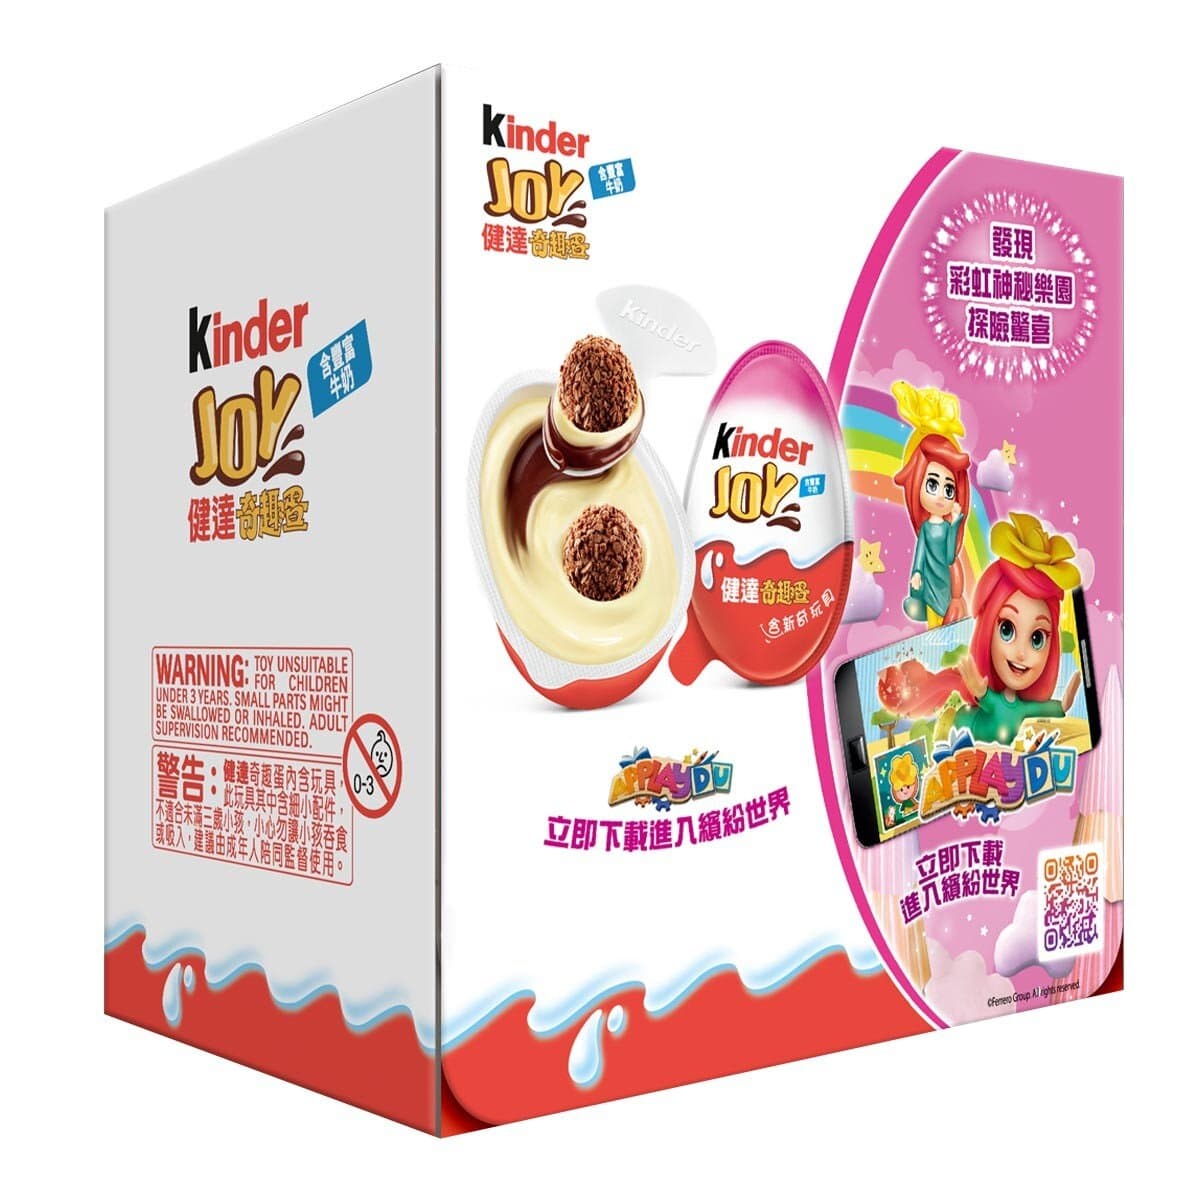 Kinder
JOY
含豐富
牛奶
健達奇趣蛋
WARNING: TOY UNSUITABLE
FOR CHILDREN
UNDER 3 YEARS. SMALL PARTS MIGHT
BE SWALLOWED OR INHALED. ADULT
SUPERVISION RECOMMENDED.
0-3
警告：健達奇趣蛋內含玩具，
此玩具其中含細小配件，
不適合未滿三歲小孩，小心勿讓小孩吞食
或吸入，建議由成年人陪同監督使用。
Kinder
JOY
含豐富
牛奶
健達奇趣蛋
Kinder
Kinder
JOY
含豐富
牛奶
健達奇趣蛋
含新奇玩具
APPLAYDU
立即下載進入繽紛世界
發現
彩虹神秘樂園
探險驚喜
APPLAYDU
立即下載
進入繽紛世界
©Ferrero Group. All rights reserved.